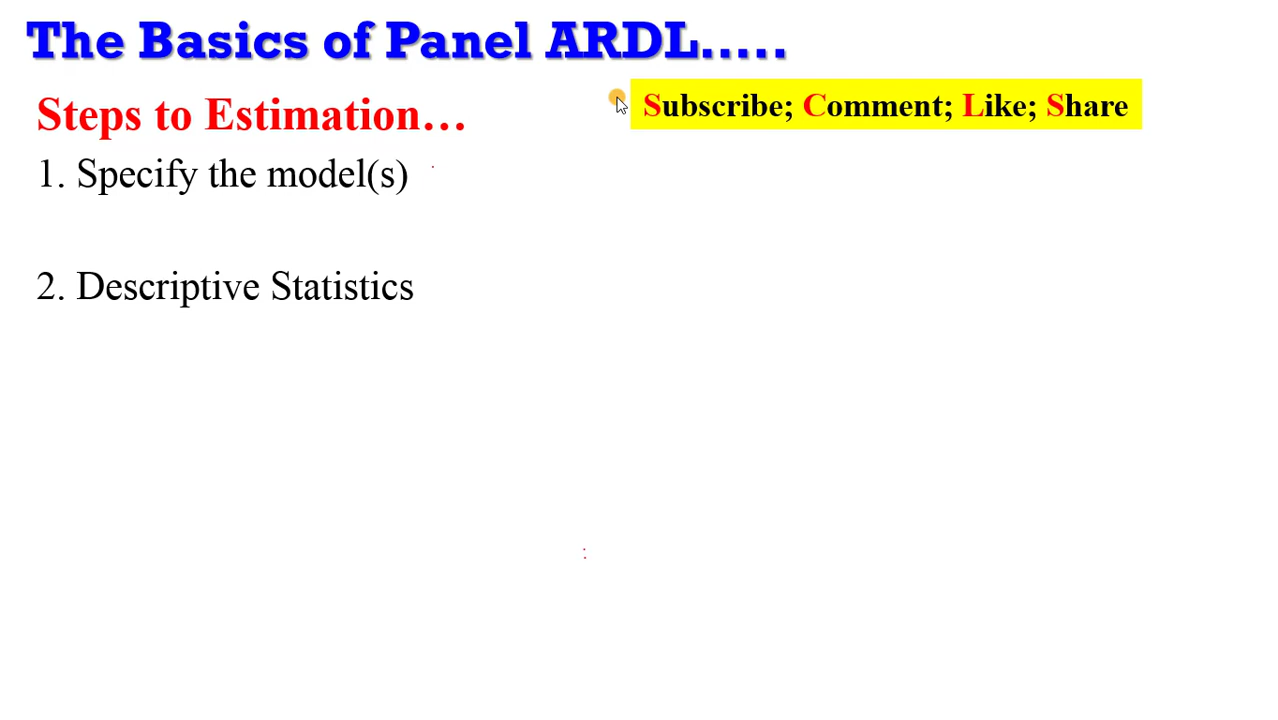 The Basics of Panel ARDL.....
Steps to Estimation…
Subscribe; Comment; Like; Share
1. Specify the model(s)
2. Descriptive Statistics